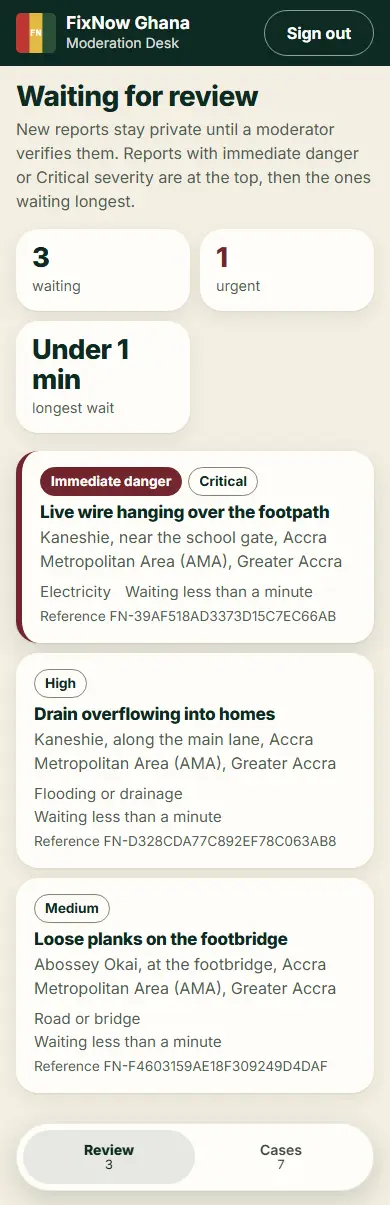 FN
FixNow Ghana
Moderation Desk
Sign out
Waiting for review
New reports stay private until a moderator
verifies them. Reports with immediate danger
or Critical severity are at the top, then the ones
waiting longest.
3
waiting
1
urgent
Under 1
min
longest wait
Immediate danger
Critical
Live wire hanging over the footpath
Kaneshie, near the school gate, Accra
Metropolitan Area (AMA), Greater Accra
Electricity Waiting less than a minute
Reference FN-39AF518AD3373D15C7EC66AB
High
Drain overflowing into homes
Kaneshie, along the main lane, Accra
Metropolitan Area (AMA), Greater Accra
Flooding or drainage
Waiting less than a minute
Reference FN-D328CDA77C892EF78C063AB8
Medium
Loose planks on the footbridge
Abossey Okai, at the footbridge, Accra
Metropolitan Area (AMA), Greater Accra
Road or bridge
Waiting less than a minute
Reference FN-F4603159AE18F309249D4DAF
Review
3
Cases
7